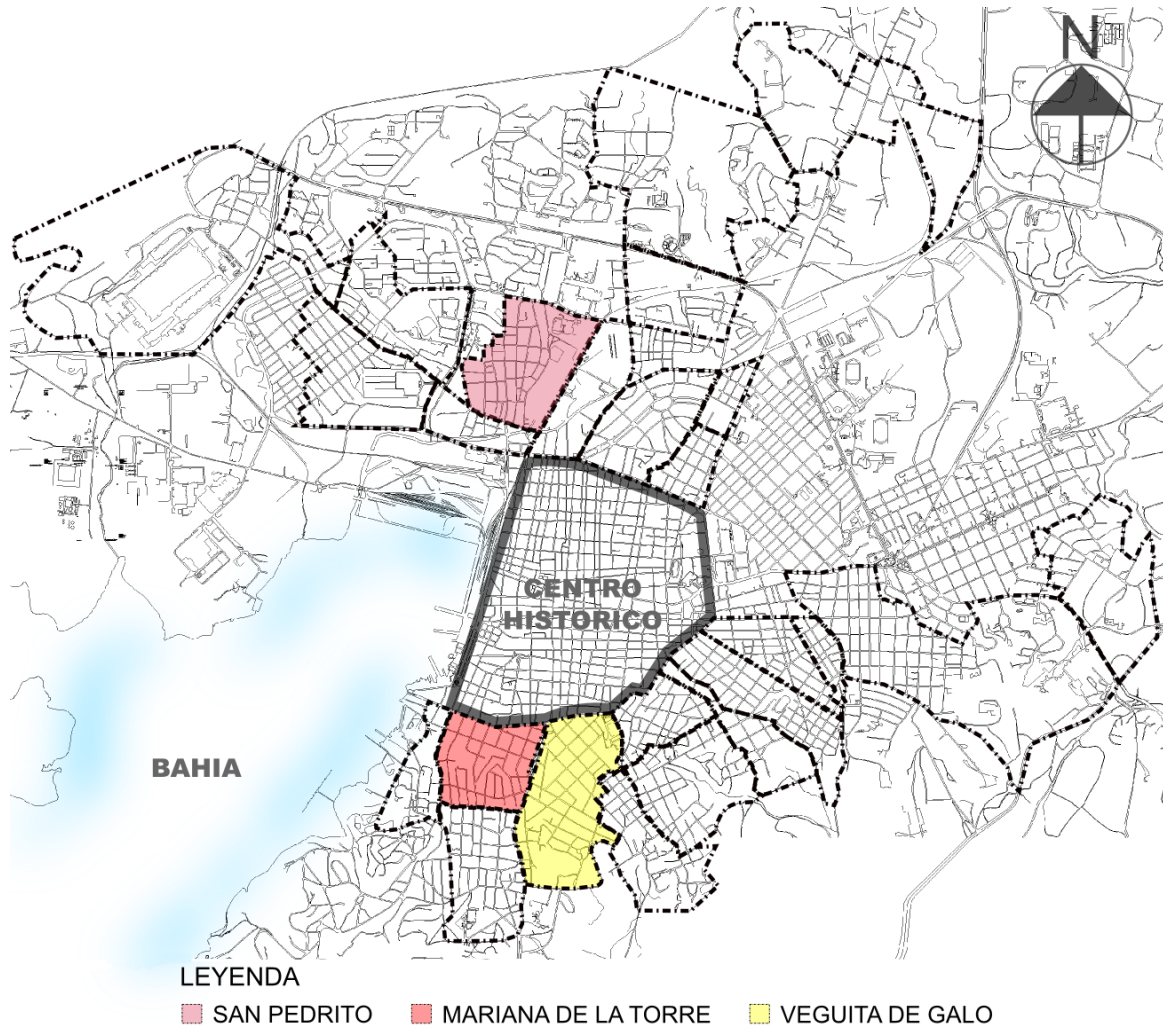 N
CENTRO
HISTORICO
BAHIA
LEYENDA
SAN PEDRITO MARIANA DE LA TORRE VEGUITA DE GALO